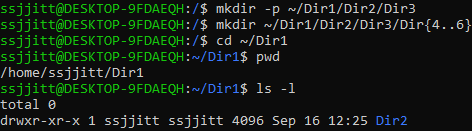 ssjjitt@DESKTOP-9FDAEQH:/$ mkdir -p ~/Dir1/Dir2/Dir3
ssjjitt@DESKTOP-9FDAEQH:/$ mkdir ~/Dir1/Dir2/Dir3/Dir{4..6}
ssjjitt@DESKTOP-9FDAEQH:/$ cd ~/Dir1
ssjjitt@DESKTOP-9FDAEQH:~/Dir1$ pwd
/home/ssjjitt/Dir1
ssjjitt@DESKTOP-9FDAEQH:~/Dir1$ ls -l
total 0
drwxr-xr-x 1 ssjjitt ssjjitt 4096 Sep 16 12:25 Dir2